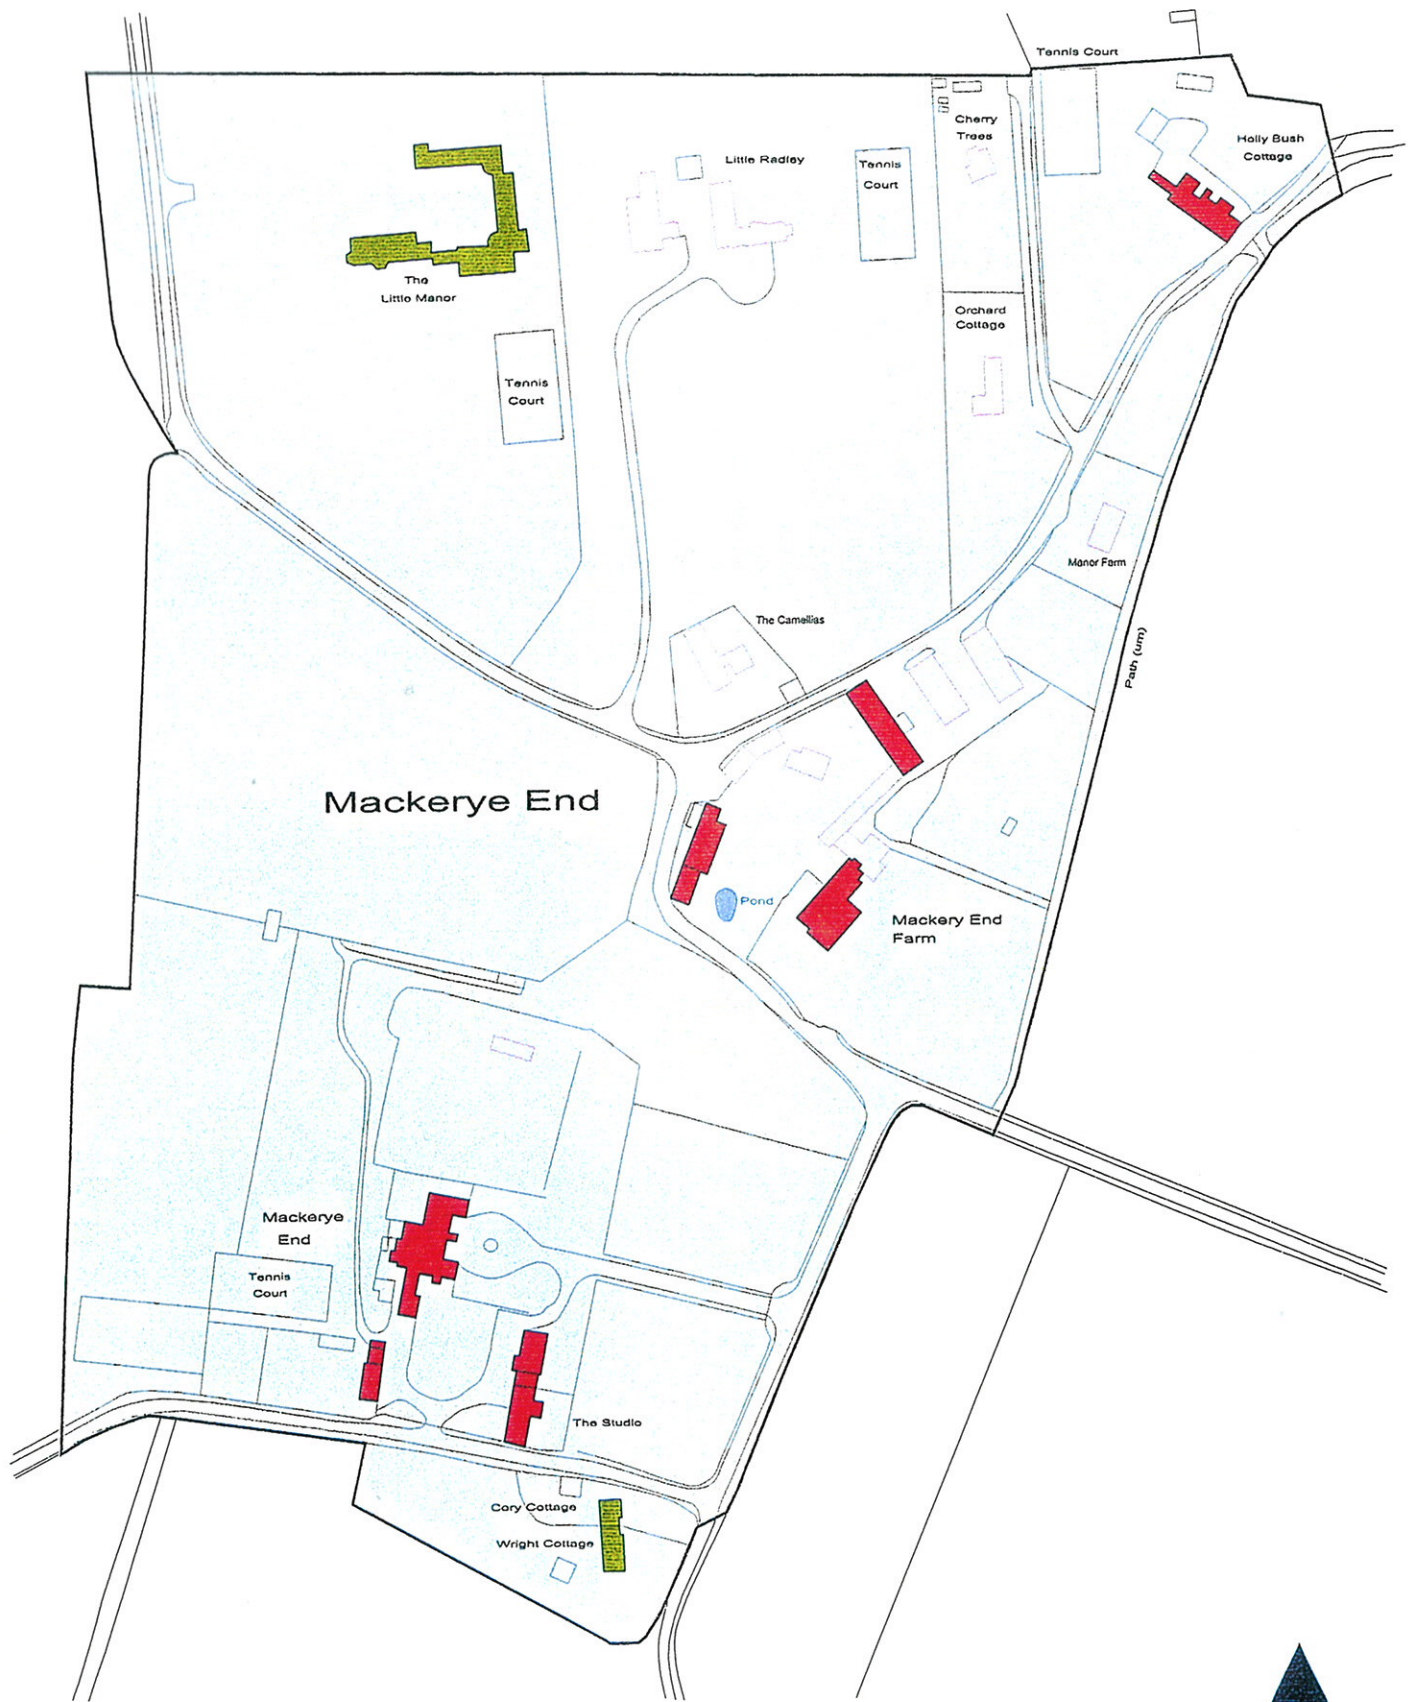 Tennis Court
Cherry
Trees
Holly Bush
Cottage
Little Radley
Tennis
Court
The
Little Manor
Orchard
Cottage
Tennis
Court
Manor Farm
The Camellias
Path (um)
Mackerye End
Pond
Mackery End
Farm
Mackerye
End
Tennis
Court
The Studio
Cory Cottage
Wright Cottage